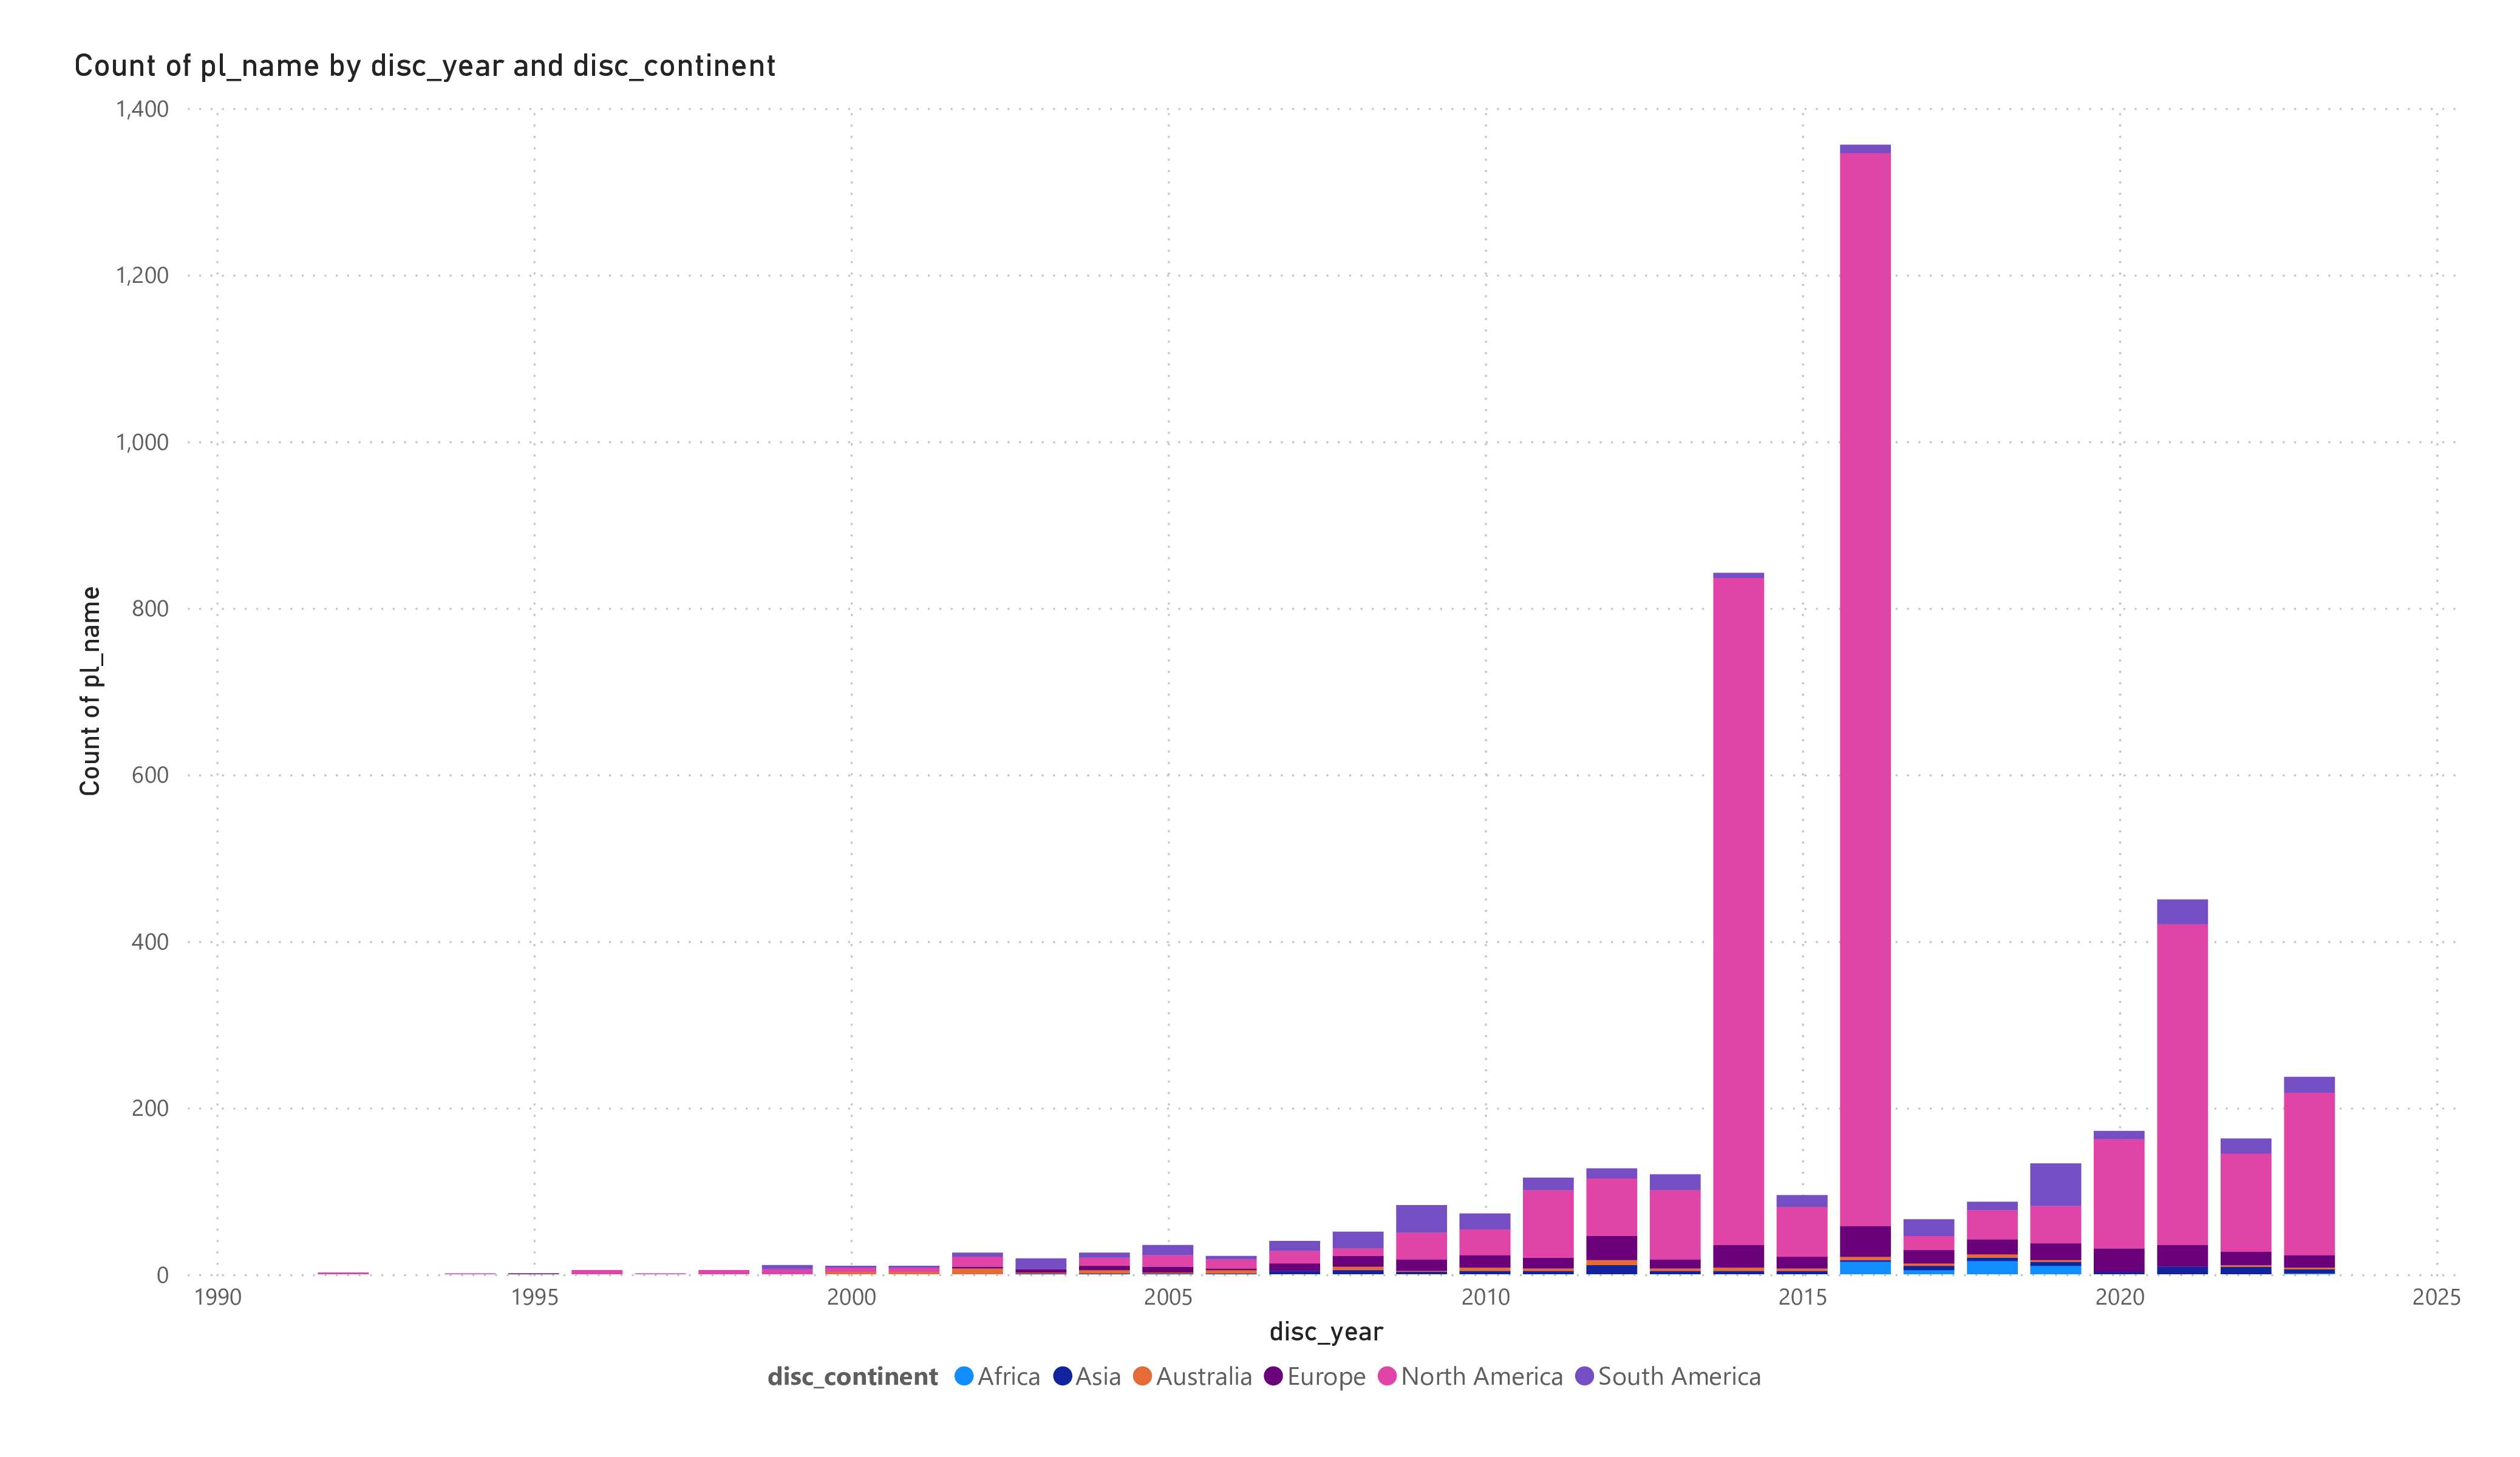 Count of pl_name by disc_year and disc_continent
1,400
1,200
1,000
800
600
400
200
0
Count of pl_name
1990 1995 2000 2005 2010 2015 2020 2025
disc_year
disc_continent Africa Asia Australia Europe North America South America